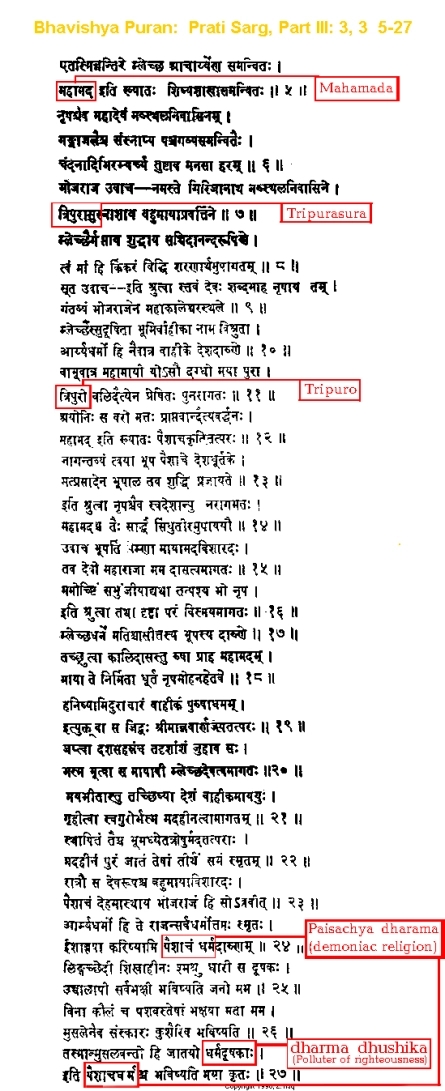 Bhavishya Puran: Prati Sarg, Part III: 3, 3 5-27
एतस्मिन्नन्तिरे म्लेच्छ आचार्य्येण समन्वितः ।
महामद इति ख्यातः शिष्यशाखासमन्वितः ॥ ५ ॥
Mahamada
नृपश्चैव महादेवं मरुस्थलनिवासिनम् ।
गङ्गाजलैश्च संस्नाप्य पञ्चगव्यसमन्वितैः ।
चंदनादिभिरभ्यर्च्य तुष्टाव मनसा हरम् ॥ ६ ॥
भोजराज उवाच—नमस्ते गिरिजानाथ मरुस्थलनिवासिने ।
त्रिपुरासुरनाशाय बहुमायाप्रवर्त्तिने ॥ ७ ॥
Tripurasura
म्लेच्छैर्गुप्ताय शुद्धाय सच्चिदानन्दरूपिणे ।
त्वं मां हि किंकरं विद्धि शरणार्थमुपागतम् ॥ ८ ॥
सूत उवाच--इति श्रुत्वा स्तवं देवः शब्दमाह नृपाय तम् ।
गंतव्यं भोजराजेन महाकालेश्वरस्थले ॥ ९ ॥
म्लेच्छैस्सुदूषिता भूमिर्वाहीका नाम विश्रुता ।
आर्य्यधर्मो हि नैवात्र वाहीके देशदारुणे ॥ १० ॥
बामूवात्र महामायी योऽसौ दग्धो मया पुरा ।
त्रिपुरो बलिदैत्येन प्रेषितः पुनरागतः ॥ ११ ॥
Tripuro
अयोनिः स वरो मत्तः प्राप्तवान्दैत्यवर्द्धनः ।
महामद इति ख्यातः पैशाचकृतितत्परः ॥ १२ ॥
नागन्तव्यं त्वया भूप पैशाचे देशधूर्तके ।
मत्प्रसादेन भूपाल तव शुद्धि प्रजायते ॥ १३ ॥
इति श्रुत्वा नृपश्चैव स्वदेशान्पु नरागमतः ।
महामदश्च तैः सार्द्धं सिंधुतीरमुपाययौ ॥ १४ ॥
उवाच भूपतिं प्रेम्णा मायामदविशारदः ।
तव देवो महाराजा मम दासत्वमागतः ॥ १५ ॥
ममोच्छिष्टं संभुंजीयाद्यथा तत्पश्य भो नृप ।
इति श्रुत्वा तथा दृष्ट्वा परं विस्मयमागतः ॥ १६ ॥
म्लेच्छधर्मे मतिश्चासीत्तस्य भूपस्य दारुणे ॥ १७ ॥
तच्छ्रुत्वा कालिदासस्तु रुषा प्राह महामदम् ।
माया ते निर्मिता धूर्त नृपमोहनहेतवे ॥ १८ ॥
हनिष्यामिदुराचारं वाहीकं पुरुषाधमम् ।
इत्युक्त्वा स जिद्वः श्रीमान्नवार्णजपतत्परः ॥ १९ ॥
जप्त्वा दशसहस्रंच तद्दशांशं जुहाव सः ।
भस्म भूत्वा स मायावी म्लेच्छदेवत्वमागतः ॥२० ॥
भयभीतास्तु तच्छिष्या देशं वाहीकमाययुः ।
गृहीत्वा स्वगुरोर्भस्म मदहीनत्वामागतम् ॥ २१ ॥
स्थापितं तैश्च भूमध्येतत्रोषुर्मदतत्पराः ।
मदहीनं पुरं जातं तेषां तीर्थं समं स्मृतम् ॥ २२ ॥
रात्रौ स देवरूपश्च बहुमायाविशारदः ।
पैशाचं देहमास्थाय भोजराजं हि सोऽब्रवीत् ॥ २३ ॥
आर्य्यधर्मो हि ते राजन्सर्वधर्मोत्तमः स्मृतः ।
ईशाज्ञया करिष्यामि पैशाचं धर्मदारुणम् ॥ २४ ॥
Paisachya dharama
(demoniac religion)
लिङ्गच्छेदी शिखाहीनः श्मश्रु धारी स दूषकः ।
उच्चालापी सर्वभक्षी भविष्यति जनो मम ॥ २५ ॥
विना कौलं च पशवस्तेषां भक्ष्या मता मम ।
मुसलेनैव संस्कारः कुशैरिव भविष्यति ॥ २६ ॥
तस्मान्मुसलवन्तो हि जातयो धर्मदूषकाः ।
dharma dhushika
(Polluter of righteousness)
इति पैशाचधर्मश्च भविष्यति मया कृतः ॥ २७ ॥